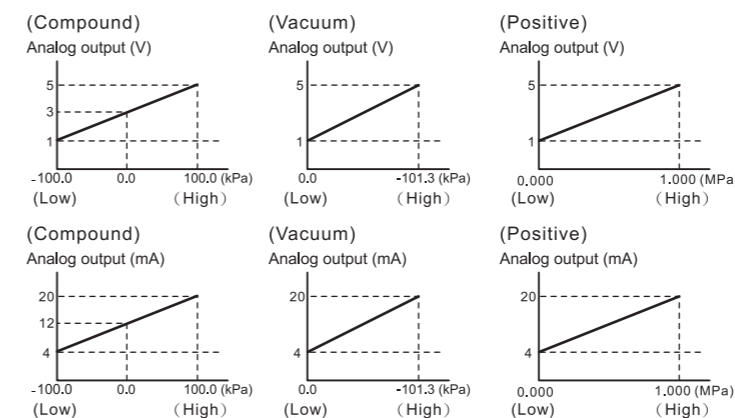 (Compound) (Vacuum) (Positive)
Analog output (V) Analog output (V) Analog output (V)
5 5 5
3
1 1 1
-100.0 0.0 100.0 (kPa) 0.0 -101.3 (kPa) 0.000 1.000 (MPa
(Low) (High) (Low) (High) (Low) (High)
(Compound) (Vacuum) (Positive)
Analog output (mA) Analog output (mA) Analog output (mA)
20 20 20
12
4 4 4
-100.0 0.0 100.0 (kPa) 0.0 -101.3 (kPa) 0.000 1.000 (MPa)
(Low) (High) (Low) (High) (Low) (High)